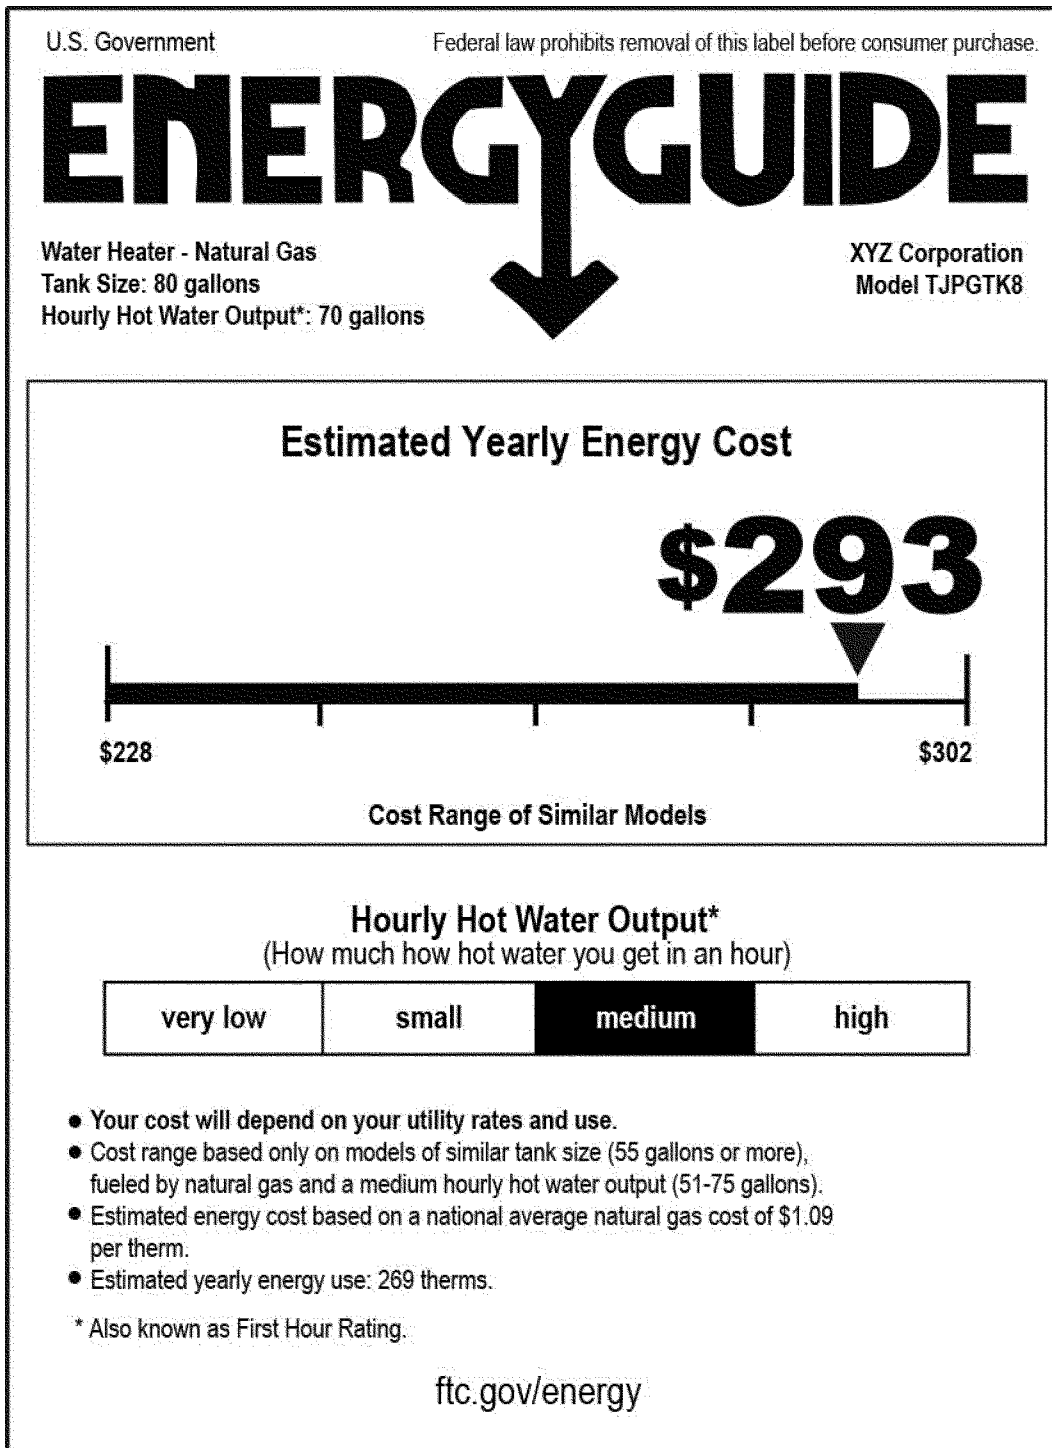 U.S. Government
Federal law prohibits removal of this label before consumer purchase.
ENERGYGUIDE
Water Heater - Natural Gas
Tank Size: 80 gallons
Hourly Hot Water Output*: 70 gallons
XYZ Corporation
Model TJPGTK8
Estimated Yearly Energy Cost
$293
$228
$302
Cost Range of Similar Models
Hourly Hot Water Output*
(How much how hot water you get in an hour)
very low small medium high
● Your cost will depend on your utility rates and use.
● Cost range based only on models of similar tank size (55 gallons or more),
fueled by natural gas and a medium hourly hot water output (51-75 gallons).
● Estimated energy cost based on a national average natural gas cost of $1.09
per therm.
● Estimated yearly energy use: 269 therms.
* Also known as First Hour Rating.
ftc.gov/energy